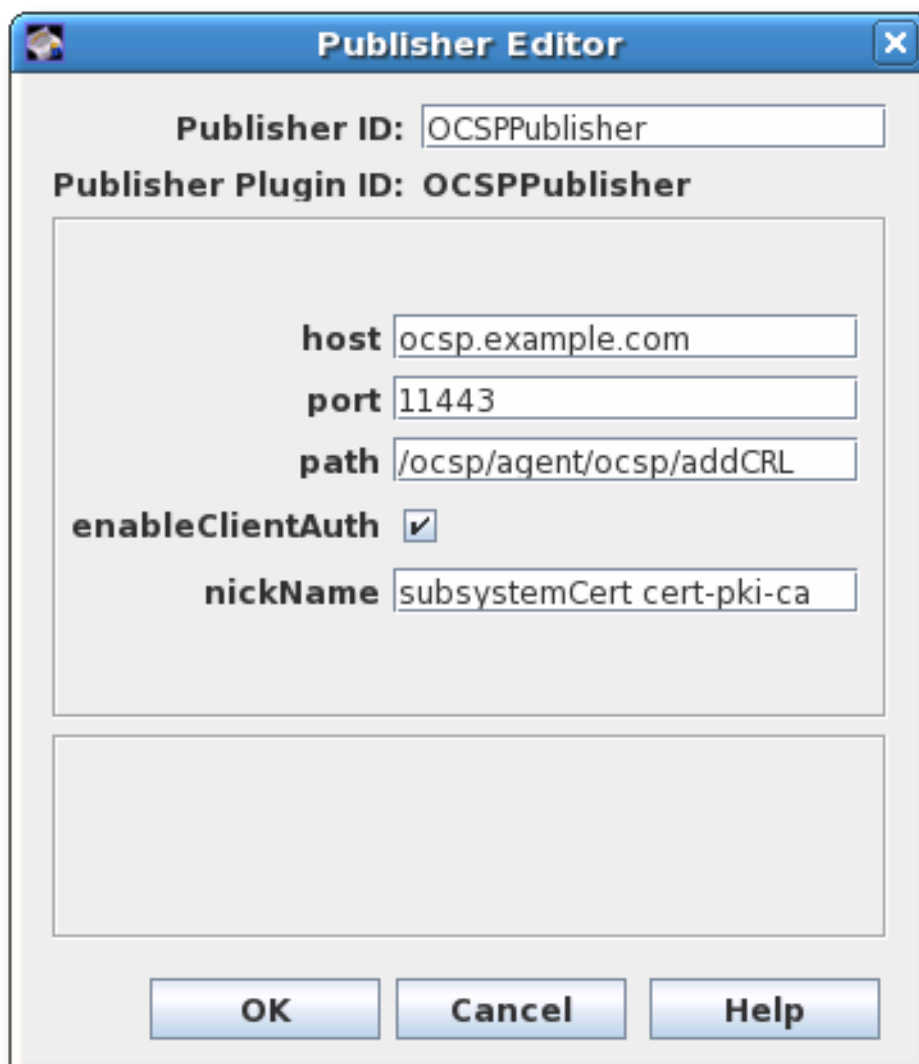 Publisher Editor
Publisher ID: OCSPPublisher
Publisher Plugin ID: OCSPPublisher
host ocsp.example.com
port 11443
path /ocsp/agent/ocsp/addCRL
enableClientAuth
nickName subsystemCert cert-pki-ca
OK Cancel Help